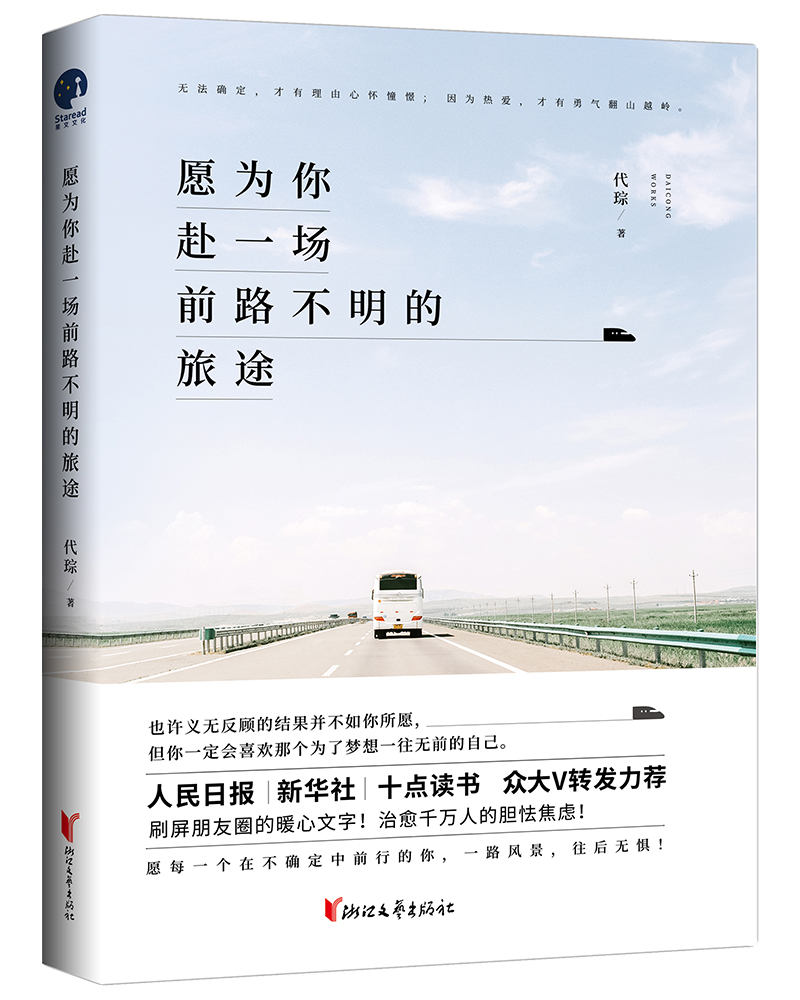 无法确定，才有理由心怀憧憬；因为热爱，才有勇气翻山越岭。
愿为你
赴一场
前路不明的
旅途
代琮/著
DAICONG
WORKS
也许义无反顾的结果并不如你所愿，
但你一定会喜欢那个为了梦想一往无前的自己。
人民日报|新华社|十点读书 众大V转发力荐
刷屏朋友圈的暖心文字！治愈千万人的胆怯焦虑！
愿每一个在不确定中前行的你，一路风景，往后无惧！
浙江文艺出版社
Staread
星文文化
愿为你赴一场前路不明的旅途
代琮/著
浙江文艺出版社